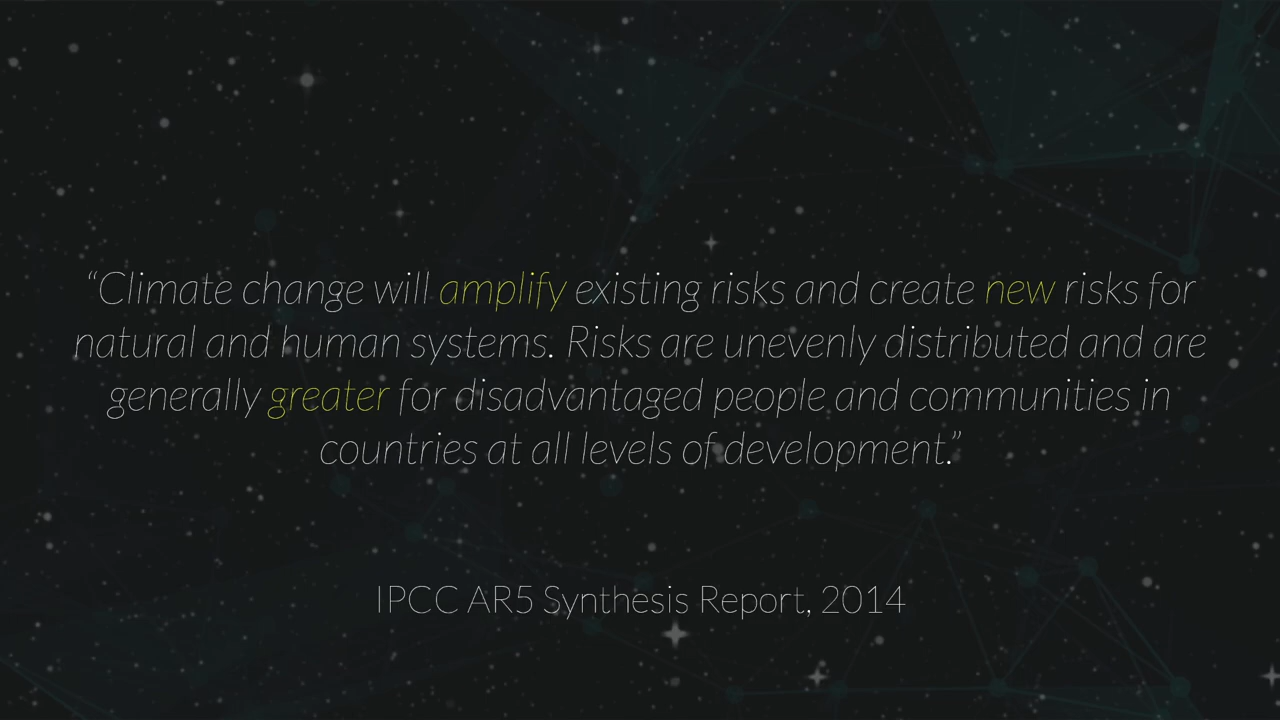 “Climate change will amplify existing risks and create new risks for
natural and human systems. Risks are unevenly distributed and are
generally greater for disadvantaged people and communities in
countries at all levels of development.”
IPCC AR5 Synthesis Report, 2014